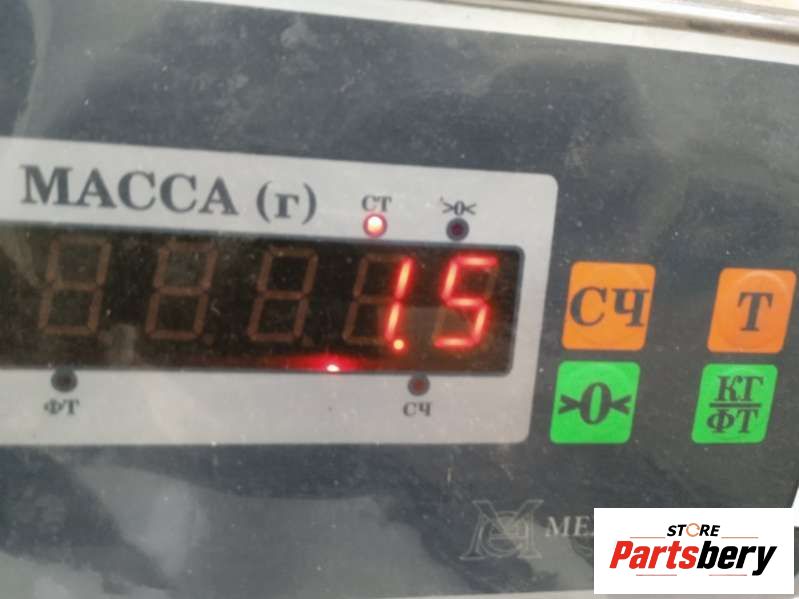 МАССА (г)
СТ
>0<
1.5
ФТ
СЧ
СЧ
Т
>0<
КГ
ФТ
STORE
Partsbery